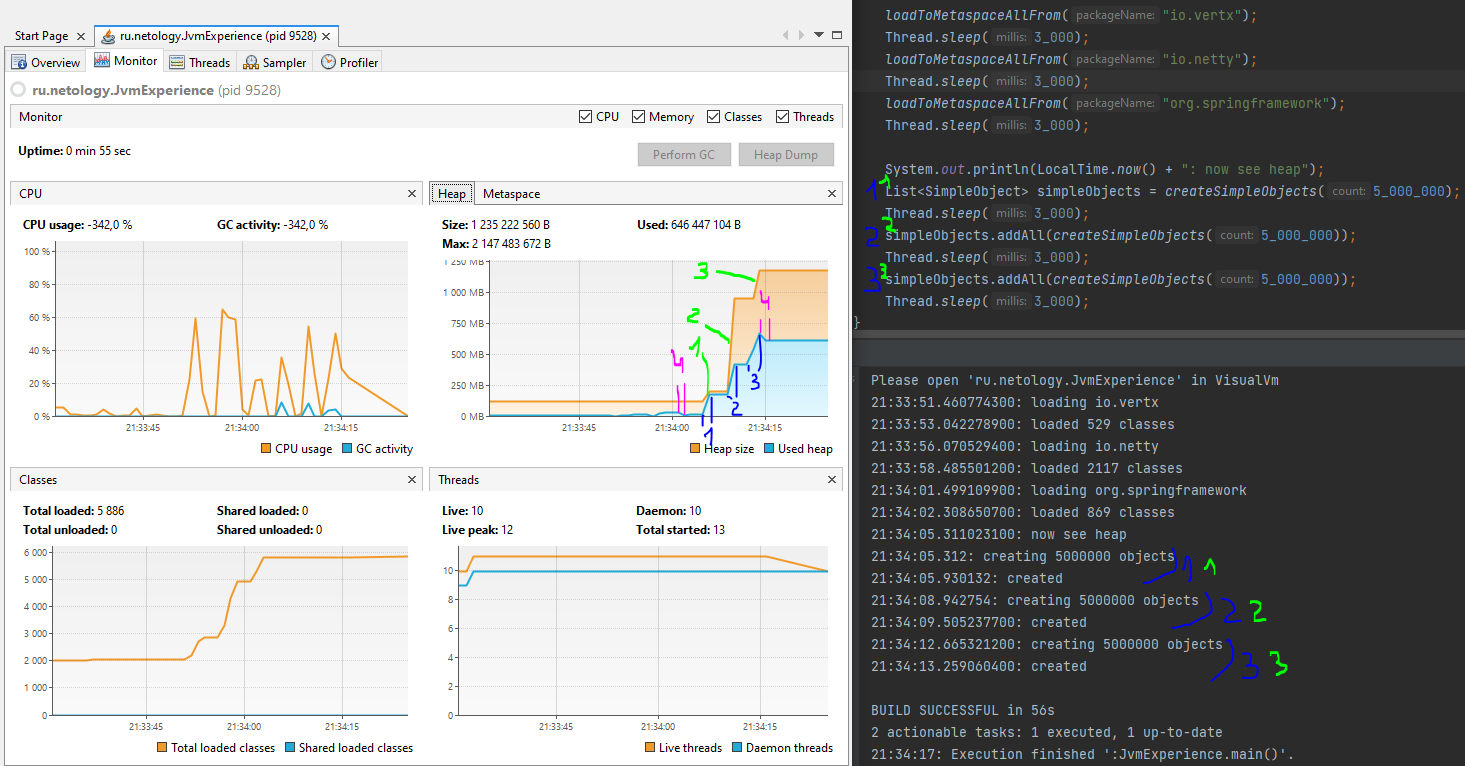 Start Page
ru.netology.JvmExperience (pid 9528)
Overview Monitor Threads Sampler Profiler
ru.netology.JvmExperience (pid 9528)
Monitor CPU Memory Classes Threads
Uptime: 0 min 55 sec
Perform GC Heap Dump
CPU
CPU usage: -342,0 % GC activity: -342,0 %
100 %
80 %
60 %
40 %
20 %
0 %
21:33:45 21:34:00 21:34:15
CPU usage GC activity
Heap Metaspace
Size: 1 235 222 560 B Used: 646 447 104 B
Max: 2 147 483 672 B
1 250 MB
1 000 MB
750 MB
500 MB
250 MB
0 MB
3
2
1
4
4
3
2
1
21:33:45 21:34:00 21:34:15
Heap size Used heap
Classes
Total loaded: 5 886 Shared loaded: 0
Total unloaded: 0 Shared unloaded: 0
6 000
5 000
4 000
3 000
2 000
1 000
0
21:33:45 21:34:00 21:34:15
Total loaded classes Shared loaded classes
Threads
Live: 10 Daemon: 10
Live peak: 12 Total started: 13
10
8
6
4
2
0
21:33:45 21:34:00 21:34:15
Live threads Daemon threads
loadToMetaspaceAllFrom( packageName: "io.vertx");
Thread.sleep( millis: 3_000);
loadToMetaspaceAllFrom( packageName: "io.netty");
Thread.sleep( millis: 3_000);
loadToMetaspaceAllFrom( packageName: "org.springframework");
Thread.sleep( millis: 3_000);
System.out.println(LocalTime.now() + ": now see heap");
1 1 List<SimpleObject> simpleObjects = createSimpleObjects( count: 5_000_000);
Thread.sleep( millis: 3_000);
2 2 simpleObjects.addAll(createSimpleObjects( count: 5_000_000));
Thread.sleep( millis: 3_000);
3 3 simpleObjects.addAll(createSimpleObjects( count: 5_000_000));
Thread.sleep( millis: 3_000);
}
Please open 'ru.netology.JvmExperience' in VisualVm
21:33:51.460774300: loading io.vertx
21:33:53.042278900: loaded 529 classes
21:33:56.070529400: loading io.netty
21:33:58.485501200: loaded 2117 classes
21:34:01.499109900: loading org.springframework
21:34:02.308650700: loaded 869 classes
21:34:05.311023100: now see heap
21:34:05.312: creating 5000000 objects
21:34:05.930132: created 1 1
21:34:08.942754: creating 5000000 objects 2 2
21:34:09.505237700: created
21:34:12.665321200: creating 5000000 objects
21:34:13.259060400: created 3 3
BUILD SUCCESSFUL in 56s
2 actionable tasks: 1 executed, 1 up-to-date
21:34:17: Execution finished ':JvmExperience.main()'.